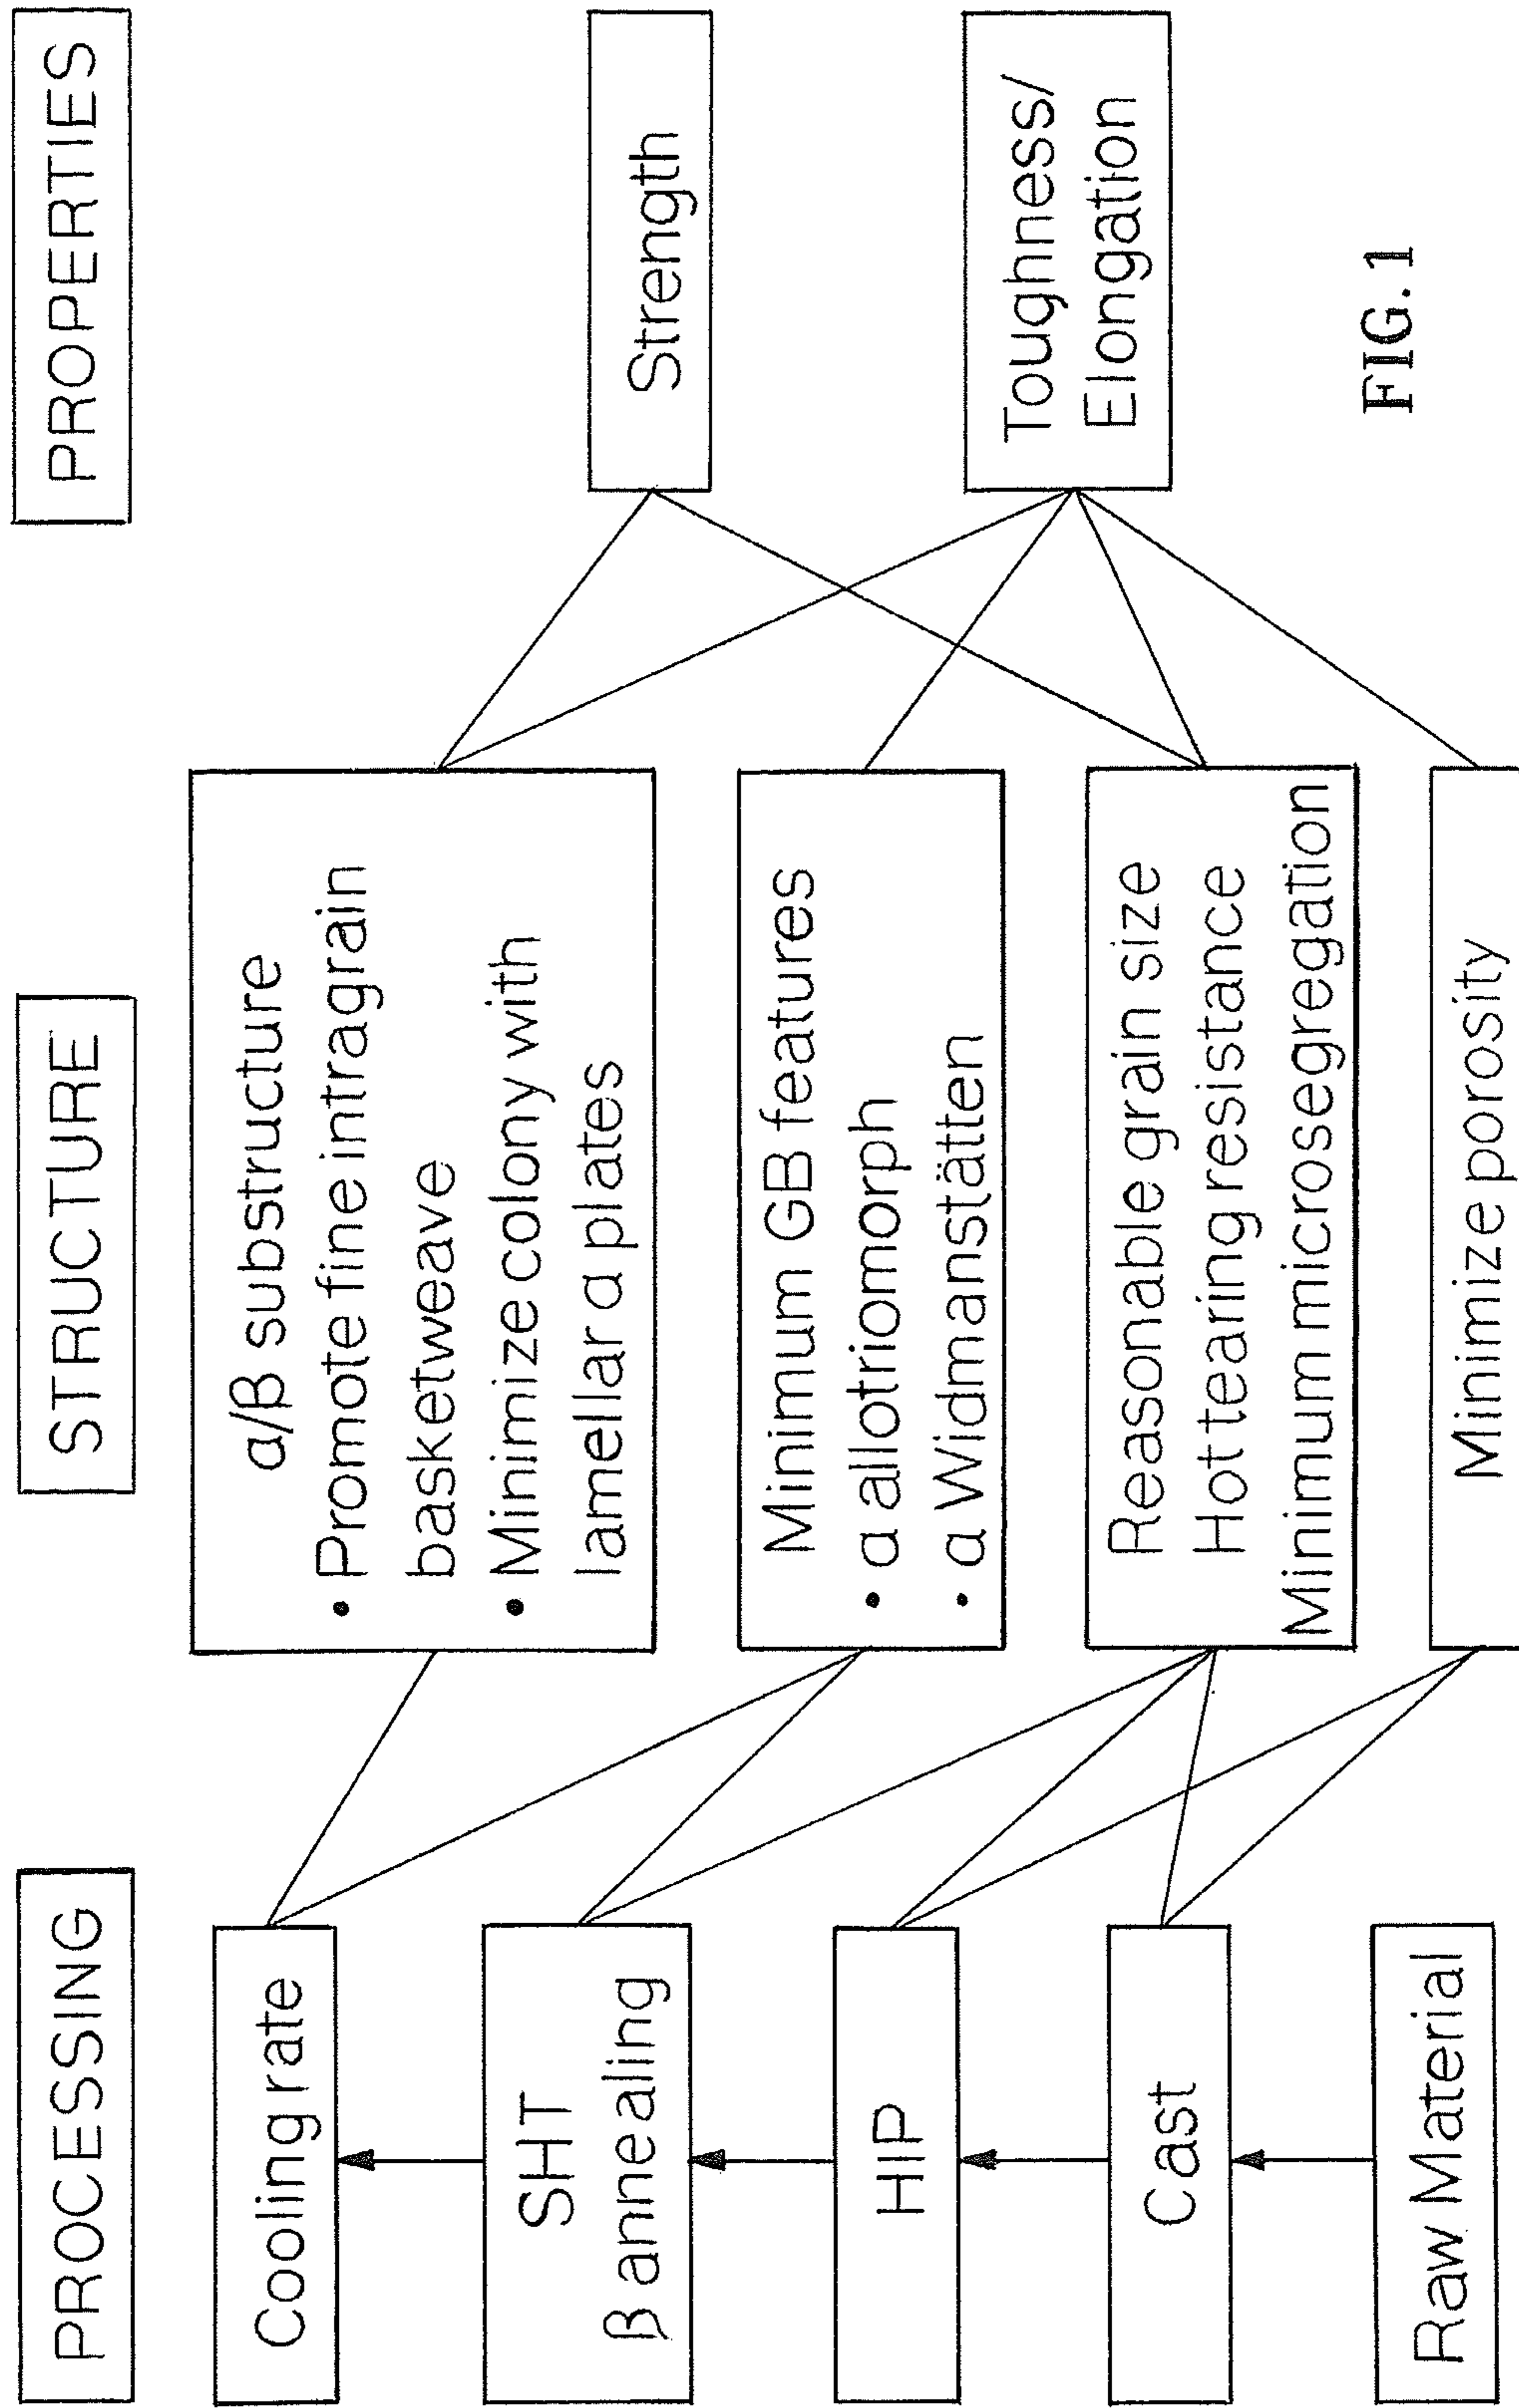 PROCESSING
STRUCTURE
PROPERTIES
Cooling rate
SHT
β annealing
HIP
Cast
Raw Material
α/β substructure
• Promote fine intragrain
basketweave
• Minimize colony with
lamellar α plates
Minimum GB features
• α allotriomorph
• α Widmanstätten
Reasonable grain size
Hot tearing resistance
Minimum microsegregation
Minimize porosity
Strength
Toughness/
Elongation
FIG. 1